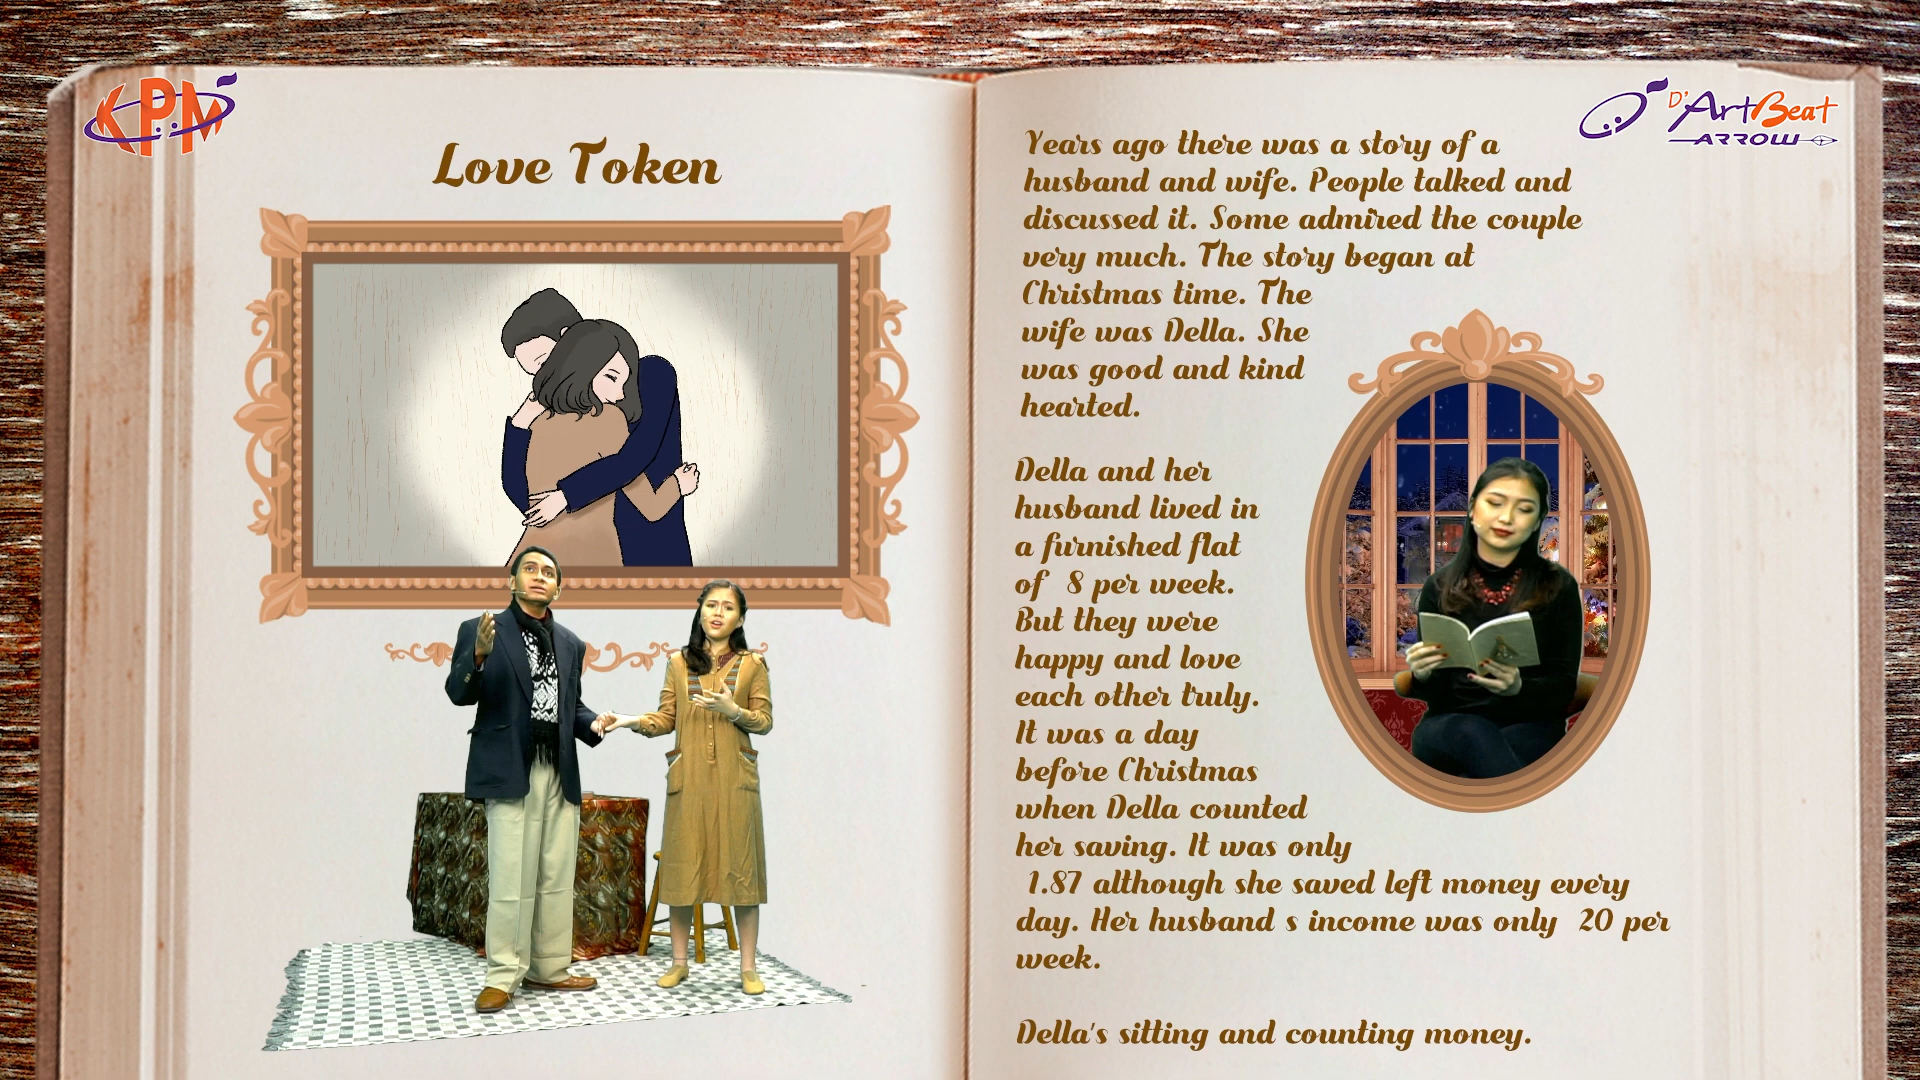 KPM
D'ArtBeat
ARROW
Love Token
Years ago there was a story of a
husband and wife. People talked and
discussed it. Some admired the couple
very much. The story began at
Christmas time. The
wife was Della. She
was good and kind
hearted.
Della and her
husband lived in
a furnished flat
of 8 per week.
But they were
happy and love
each other truly.
It was a day
before Christmas
when Della counted
her saving. It was only
1.87 although she saved left money every
day. Her husband s income was only 20 per
week.
Della's sitting and counting money.